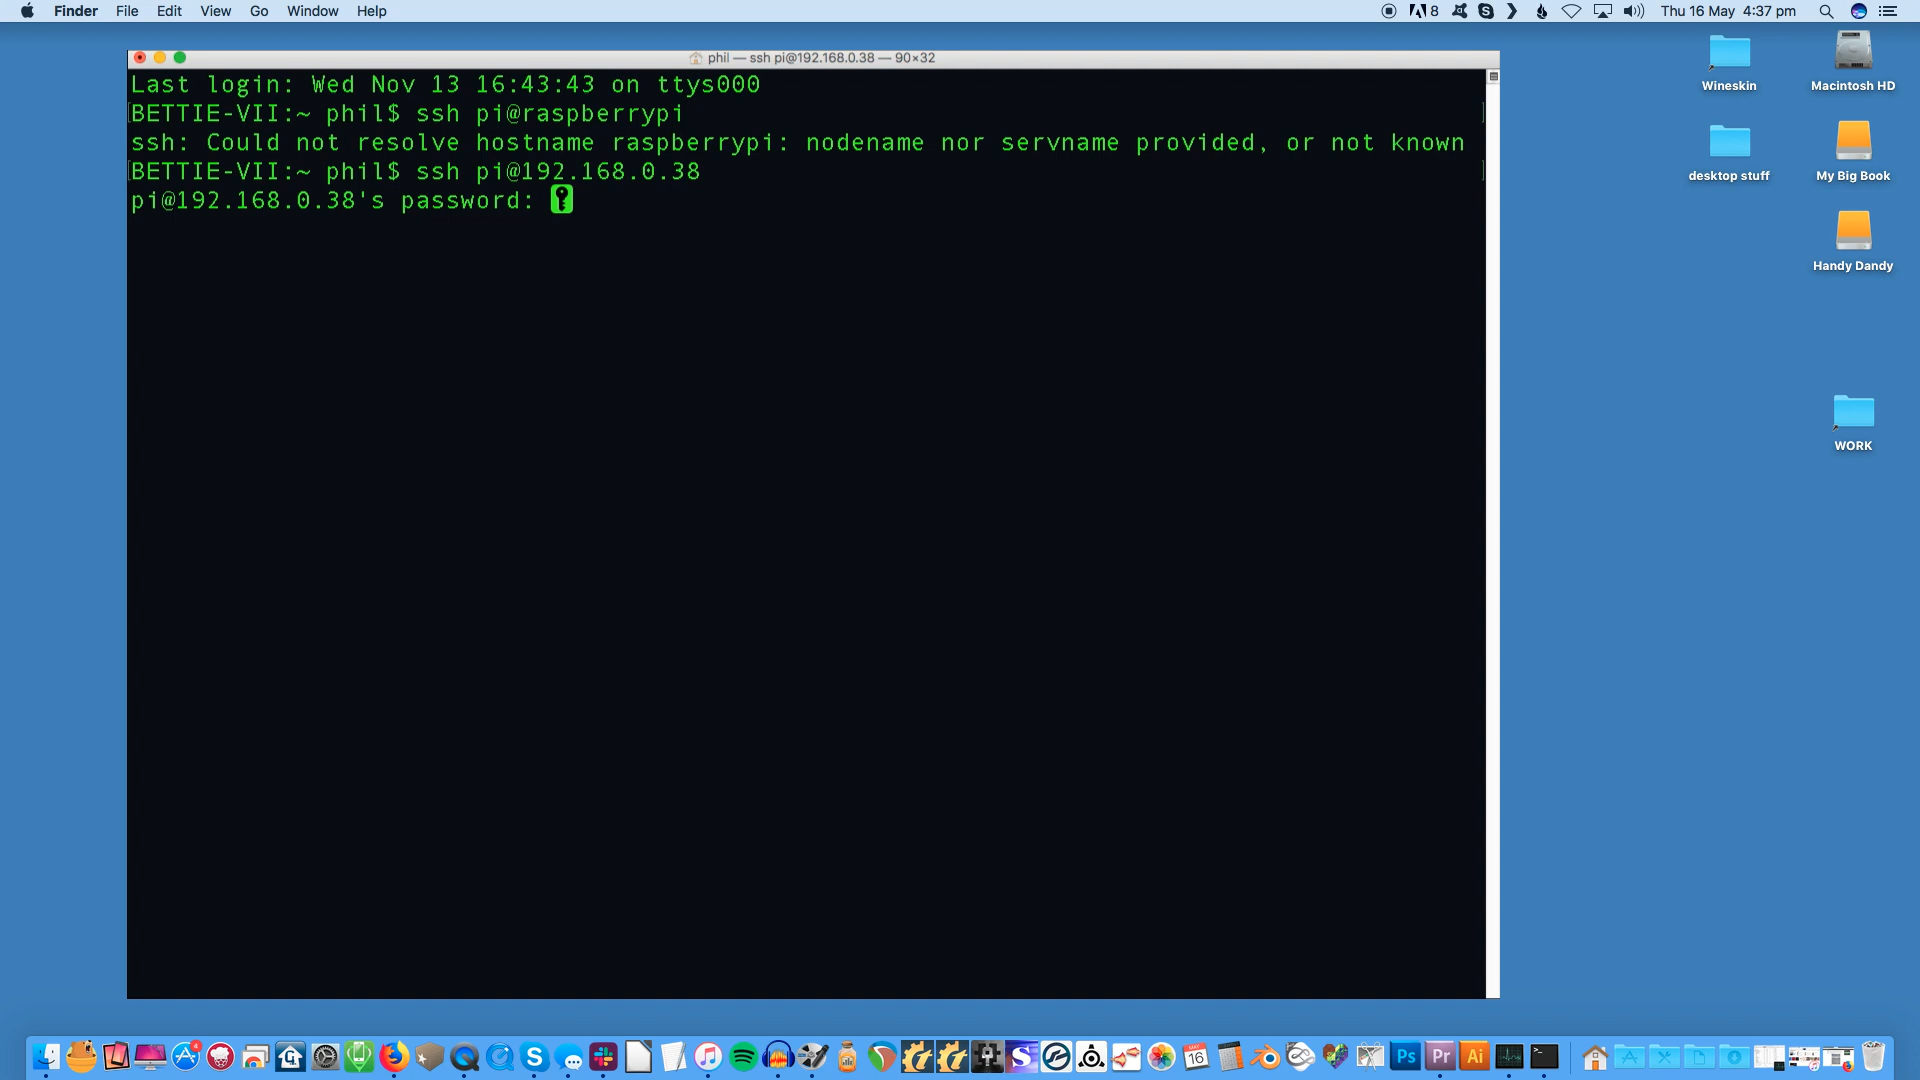 Finder File Edit View Go Window Help
8 Thu 16 May 4:37 pm
phil — ssh pi@192.168.0.38 — 90×32
Last login: Wed Nov 13 16:43:43 on ttys000
[BETTIE-VII:~ phil$ ssh pi@raspberrypi ]
ssh: Could not resolve hostname raspberrypi: nodename nor servname provided, or not known
[BETTIE-VII:~ phil$ ssh pi@192.168.0.38 ]
pi@192.168.0.38's password:
Wineskin
Macintosh HD
desktop stuff
My Big Book
Handy Dandy
WORK
4
S
S
MAY
16
Ps
Pr
Ai
>_